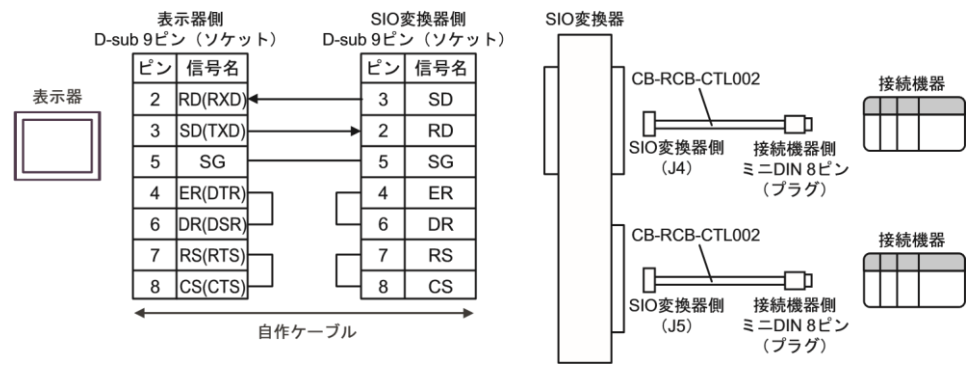 表示器
表示器側
D-sub 9ピン（ソケット）
ピン 信号名
2 RD(RXD)
3 SD(TXD)
5 SG
4 ER(DTR)
6 DR(DSR)
7 RS(RTS)
8 CS(CTS)
SIO変換器側
D-sub 9ピン（ソケット）
ピン 信号名
3 SD
2 RD
5 SG
4 ER
6 DR
7 RS
8 CS
自作ケーブル
SIO変換器
CB-RCB-CTL002
SIO変換器側
（J4）
接続機器側
ミニDIN 8ピン
（プラグ）
接続機器
CB-RCB-CTL002
SIO変換器側
（J5）
接続機器側
ミニDIN 8ピン
（プラグ）
接続機器